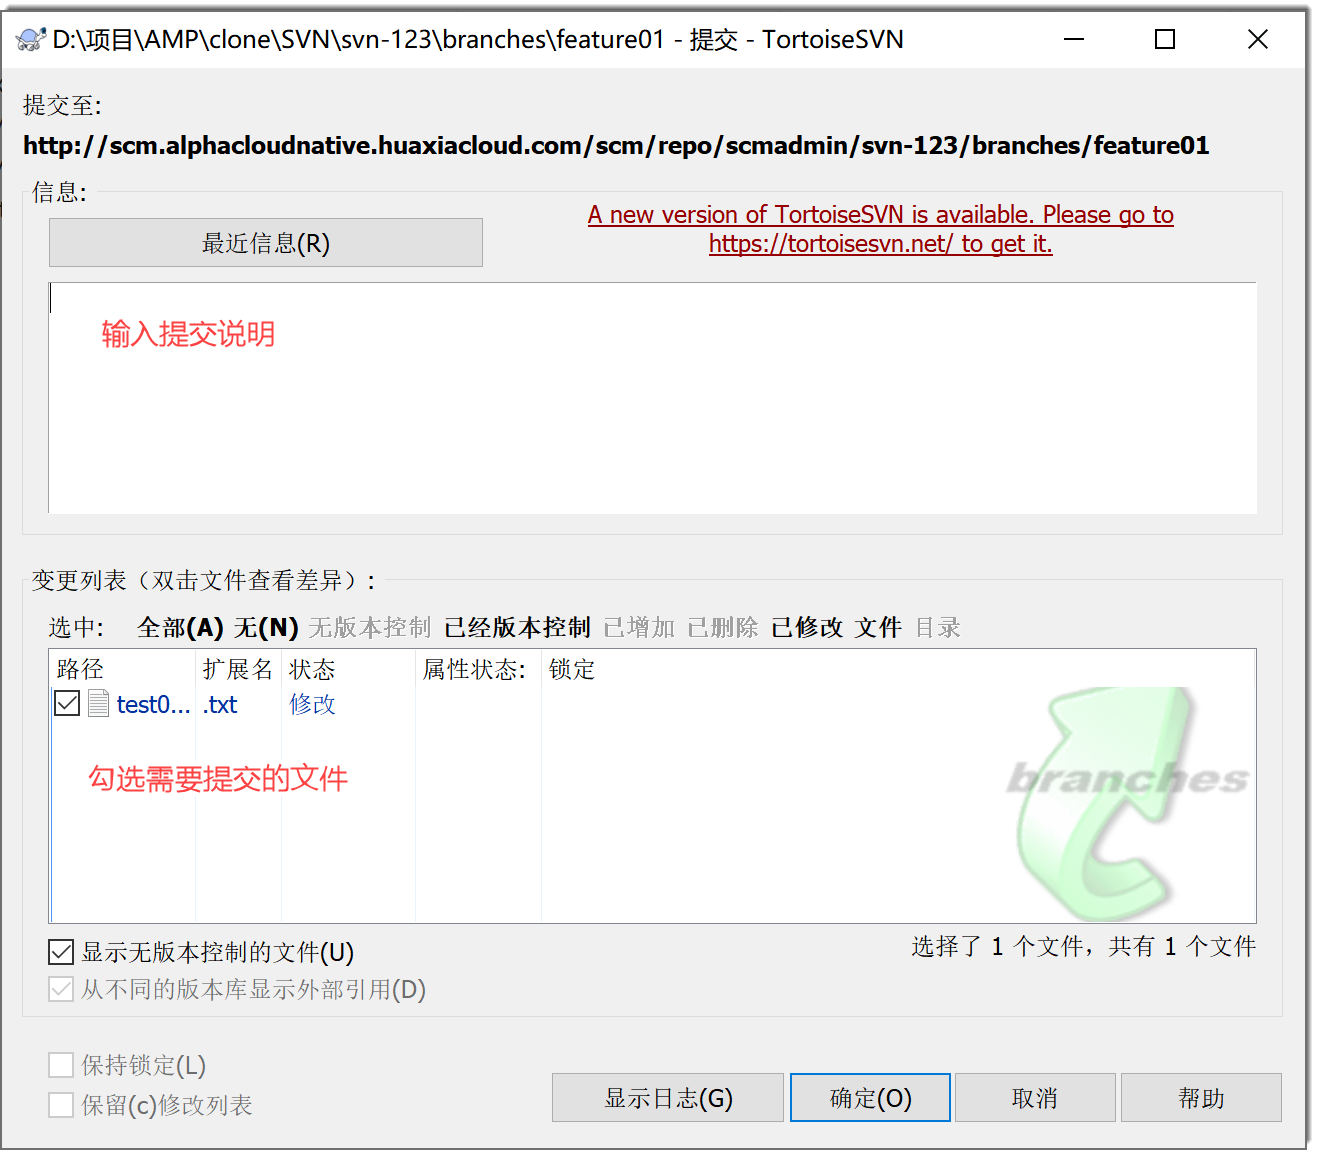 D:\项目\AMP\clone\SVN\svn-123\branches\feature01 - 提交 - TortoiseSVN
提交至:
http://scm.alphacloudnative.huaxiacloud.com/scm/repo/scmadmin/svn-123/branches/feature01
信息:
最近信息(R)
A new version of TortoiseSVN is available. Please go to
https://tortoisesvn.net/ to get it.
输入提交说明
变更列表（双击文件查看差异）:
选中: 全部(A) 无(N) 无版本控制 已经版本控制 已增加 已删除 已修改 文件 目录
路径 扩展名 状态 属性状态: 锁定
test0... .txt 修改
勾选需要提交的文件
branches
显示无版本控制的文件(U)
选择了 1 个文件，共有 1 个文件
从不同的版本库显示外部引用(D)
保持锁定(L)
保留(c)修改列表
显示日志(G) 确定(O) 取消 帮助